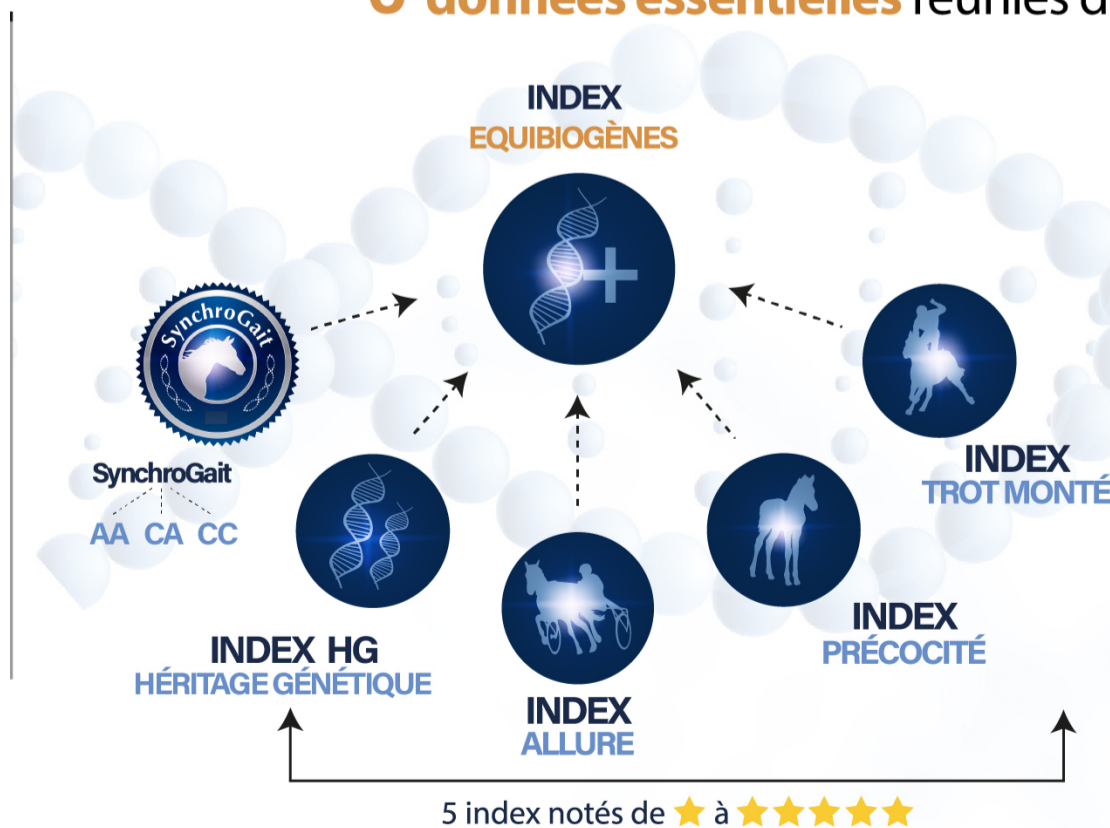 données essentielles réunies d
INDEX
EQUIBIOGÈNES
SynchroGait
SynchroGait
AA CA CC
INDEX
TROT MONTÉ
INDEX
PRÉCOCITÉ
INDEX HG
HÉRITAGE GÉNÉTIQUE
INDEX
ALLURE
5 index notés de à